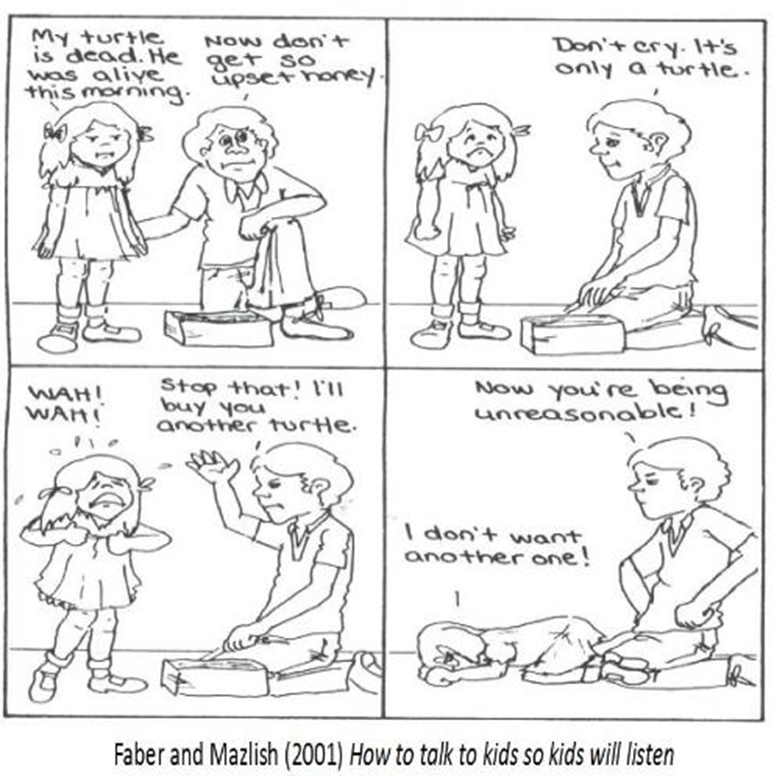 My turtle
is dead. He
was alive
this morning.
Now don't
get so
upset honey.
Don't cry. It's
only a turtle.
WAH!
WAH!
Stop that! I'll
buy you
another turtle.
Now you're being
unreasonable!
I don't want
another one!
Faber and Mazlish (2001) How to talk to kids so kids will listen